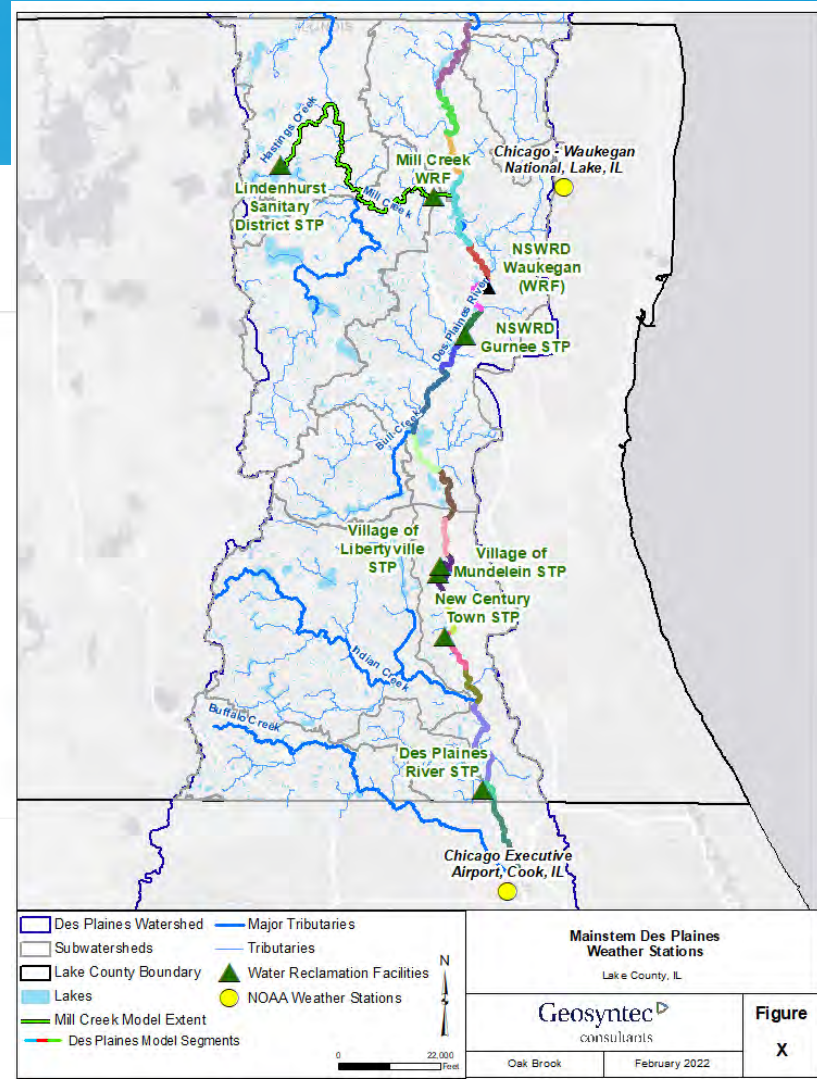 ILLINOIS
Hastings Creek
Chicago - Waukegan
National, Lake, IL
Mill Creek
WRF
Lindenhurst
Sanitary
District STP
Mill Creek
NSWRD
Waukegan
(WRF)
Des Plaines River
NSWRD
Gurnee STP
Bull Creek
Village of
Libertyville
STP
Village of
Mundelein STP
New Century
Town STP
Indian Creek
Buffalo Creek
Des Plaines
River STP
Chicago Executive
Airport, Cook, IL
Des Plaines Watershed
Subwatersheds
Lake County Boundary
Lakes
Mill Creek Model Extent
Des Plaines Model Segments
Major Tributaries
Tributaries
Water Reclamation Facilities
NOAA Weather Stations
N
0 22,000
Feet
Mainstem Des Plaines
Weather Stations
Lake County, IL
Geosyntec
consultants
Oak Brook
February 2022
Figure
X